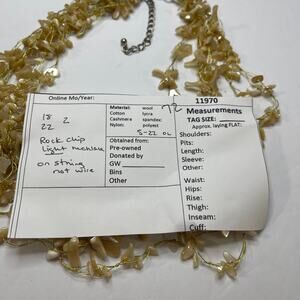 Online Mo/Year:
11970
18 2
22
Rock chip
Light necklace
on string
not wire
Material: wool
Cotton lycra
Cashmere spandex:
Nylon: polyest
5-22 OL
Obtained from:
Pre-owned
Donated by
GW
Bins
Other
72
Measurements
TAG SIZE:
Approx. laying FLAT:
Shoulders:
Pits:
Length:
Sleeve:
Other:
Waist:
Hips:
Rise:
Thigh:
Inseam:
Cuff: